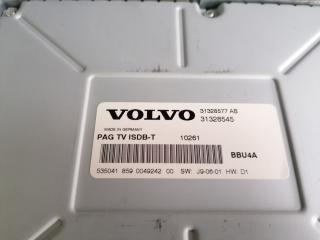 VOLVO
31328577 AB
31328545
MADE IN GERMANY
PAG TV ISDB-T 10261
BBU4A
535041 859 0049242 00 SW: J9-06-01 HW: D1